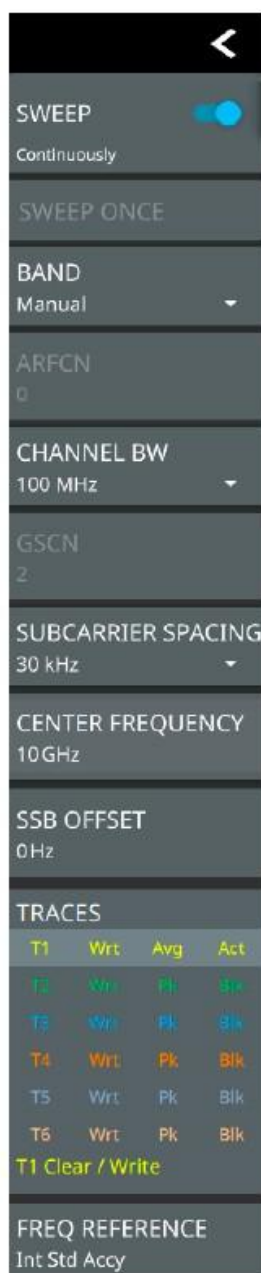 SWEEP
Continuously
SWEEP ONCE
BAND
Manual
ARFCN
0
CHANNEL BW
100 MHz
GSCN
2
SUBCARRIER SPACING
30 kHz
CENTER FREQUENCY
10GHz
SSB OFFSET
0Hz
TRACES
T1 Wrt Avg Act
T2 Wrt Pk Blk
T3 Wrt Pk Blk
T4 Wrt Pk Blk
T5 Wrt Pk Blk
T6 Wrt Pk Blk
T1 Clear / Write
FREQ REFERENCE
Int Std Accy